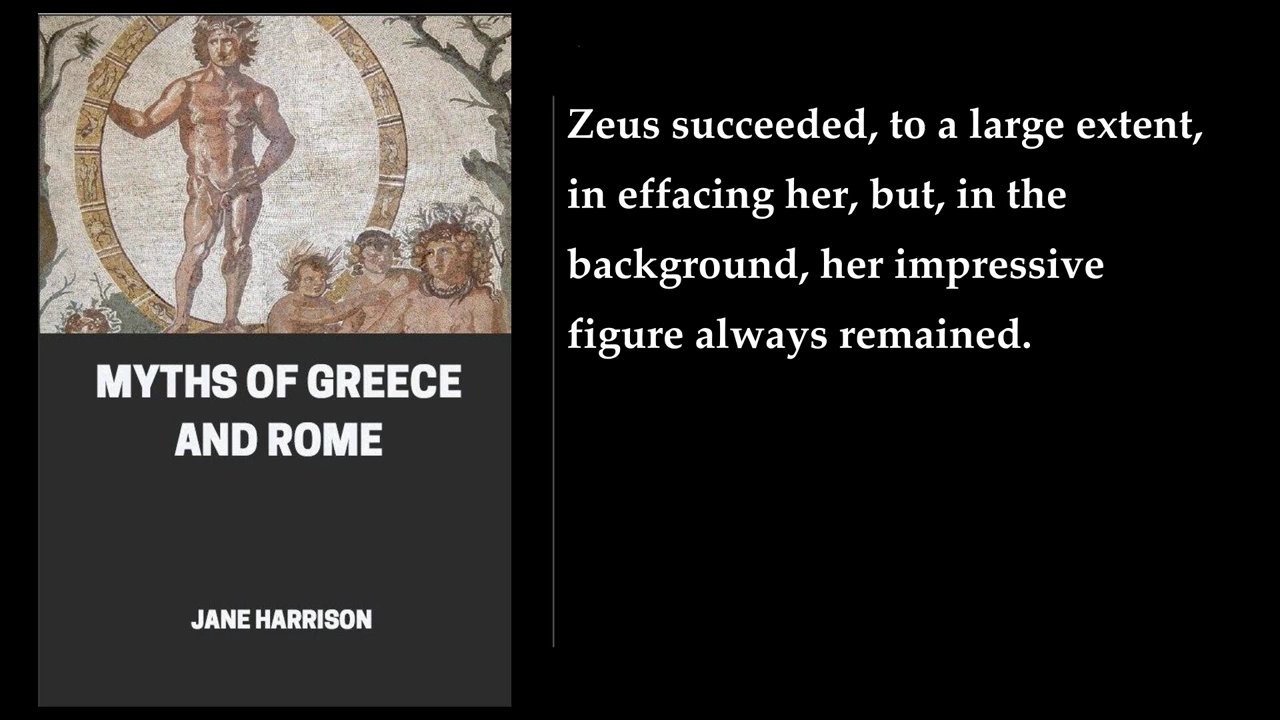 MYTHS OF GREECE
AND ROME
JANE HARRISON
Zeus succeeded, to a large extent,
in effacing her, but, in the
background, her impressive
figure always remained.